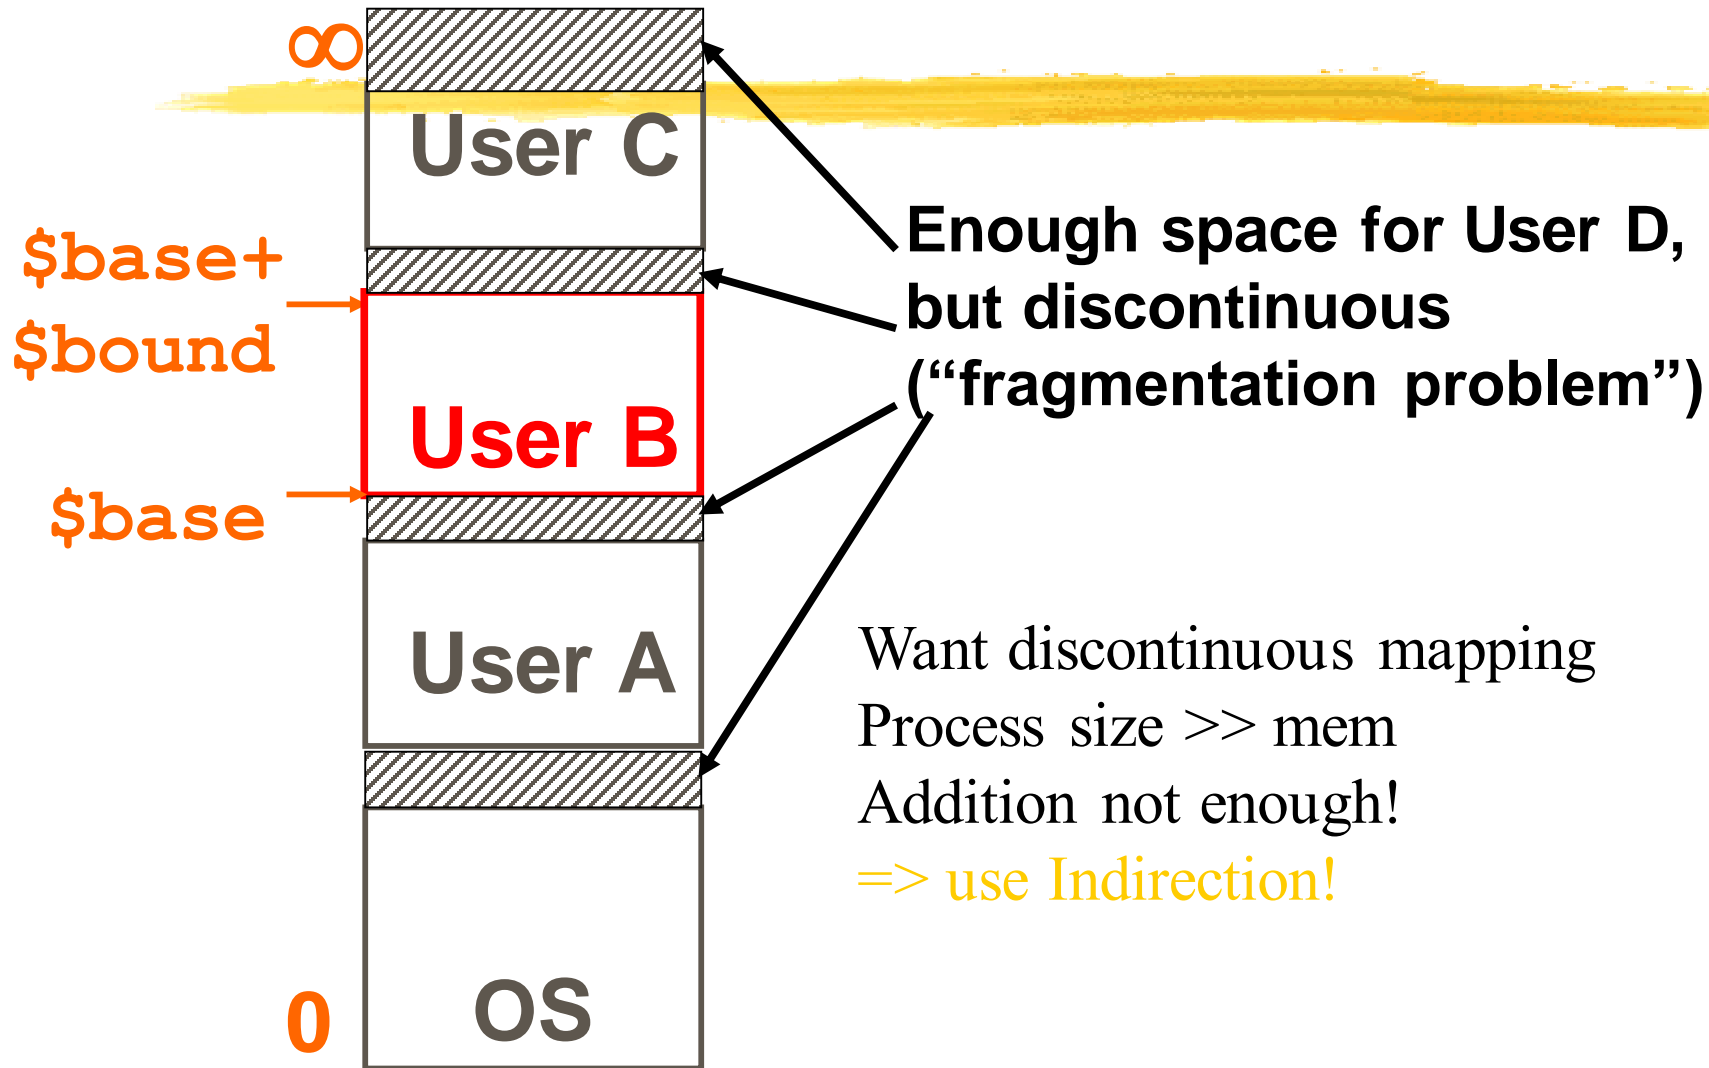 ∞
User C
$base+
$bound
User B
$base
User A
OS
0
Enough space for User D,
but discontinuous
(“fragmentation problem”)
Want discontinuous mapping
Process size >> mem
Addition not enough!
=> use Indirection!